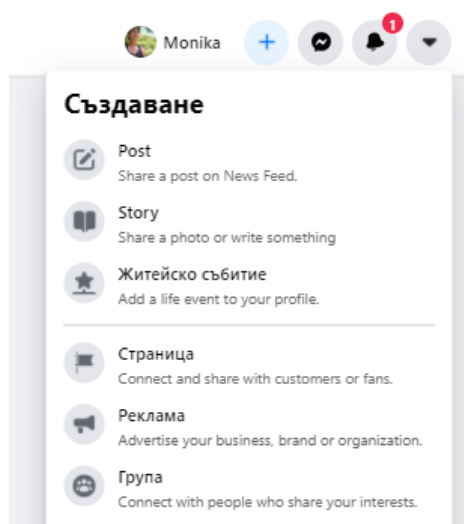 Monika
1
Създаване
Post
Share a post on News Feed.
Story
Share a photo or write something
Житейско събитие
Add a life event to your profile.
Страница
Connect and share with customers or fans.
Реклама
Advertise your business, brand or organization.
Група
Connect with people who share your interests.